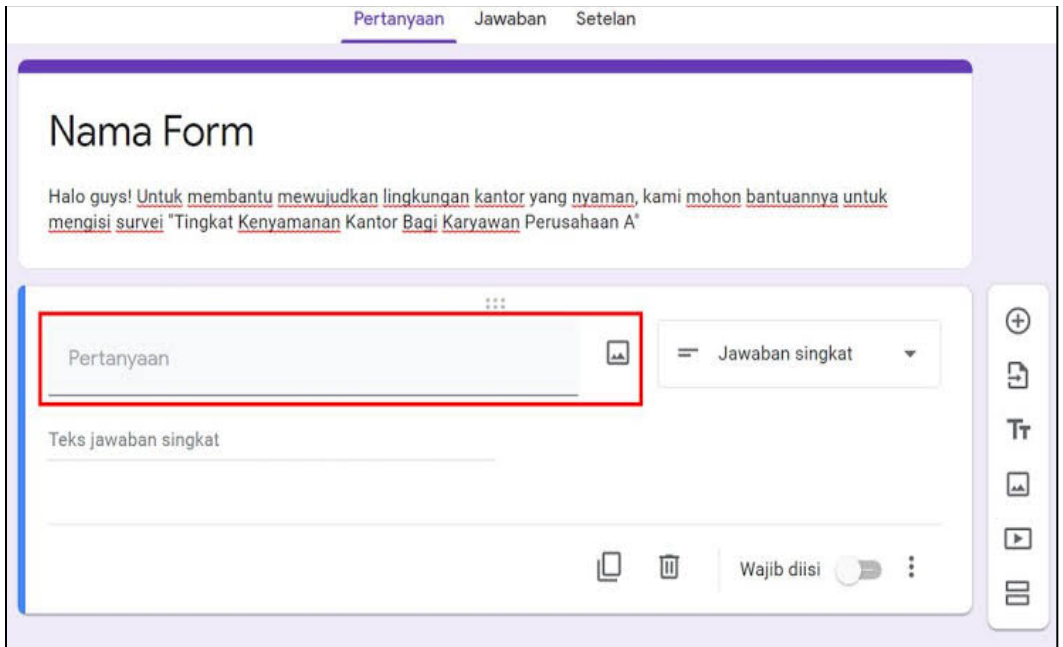 Pertanyaan Jawaban Setelan
Nama Form
Halo guys! Untuk membantu mewujudkan lingkungan kantor yang nyaman, kami mohon bantuannya untuk
mengisi survei "Tingkat Kenyamanan Kantor Bagi Karyawan Perusahaan A"
Pertanyaan
Jawaban singkat
Teks jawaban singkat
Wajib diisi
Tт